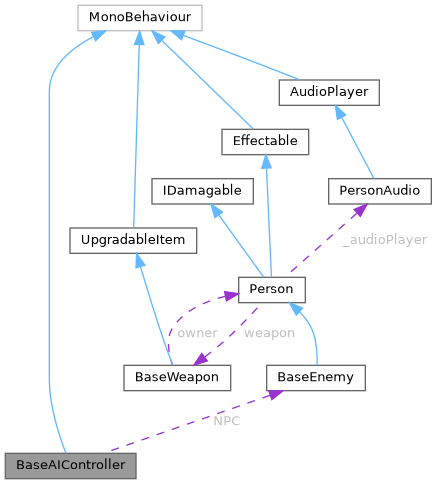 MonoBehaviour
AudioPlayer
Effectable
IDamagable
PersonAudio
UpgradableItem
_audioPlayer
Person
owner
weapon
BaseWeapon
BaseEnemy
NPC
BaseAIController